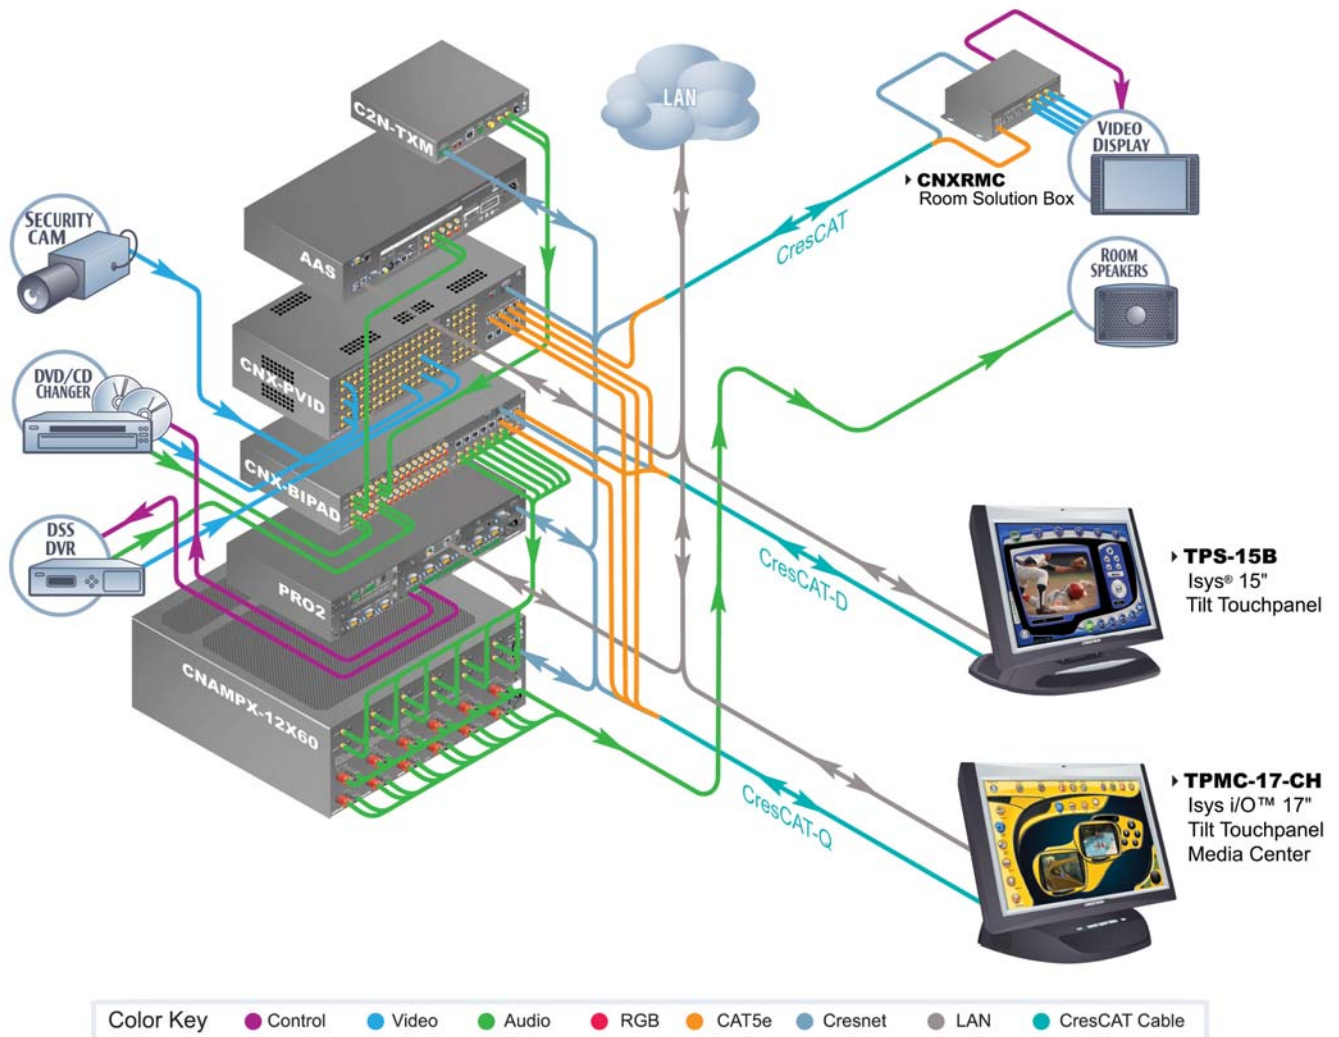 C2N-TXM
LAN
VIDEO
DISPLAY
CNXRMC
Room Solution Box
SECURITY
CAM
AAS
CresCAT
ROOM
SPEAKERS
CNX-PVID
DVD/CD
CHANGER
CNX-BIPAD
DSS
DVR
PRO2
CresCAT-D
TPS-15B
Isys® 15"
Tilt Touchpanel
CNAMPX-12X60
CresCAT-Q
TPMC-17-CH
Isys i/O™ 17"
Tilt Touchpanel
Media Center
Color Key
Control
Video
Audio
RGB
CAT5e
Cresnet
LAN
CresCAT Cable